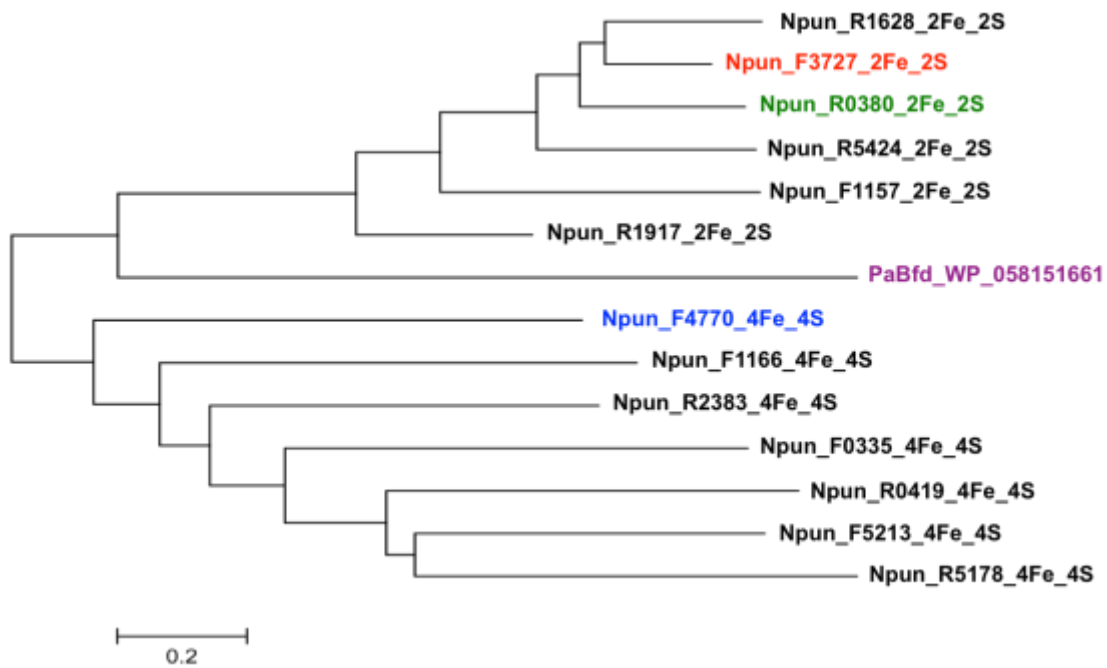 Npun_R1628_2Fe_2S
Npun_F3727_2Fe_2S
Npun_R0380_2Fe_2S
Npun_R5424_2Fe_2S
Npun_F1157_2Fe_2S
Npun_R1917_2Fe_2S
PaBfd_WP_058151661
Npun_F4770_4Fe_4S
Npun_F1166_4Fe_4S
Npun_R2383_4Fe_4S
Npun_F0335_4Fe_4S
Npun_R0419_4Fe_4S
Npun_F5213_4Fe_4S
Npun_R5178_4Fe_4S
0.2